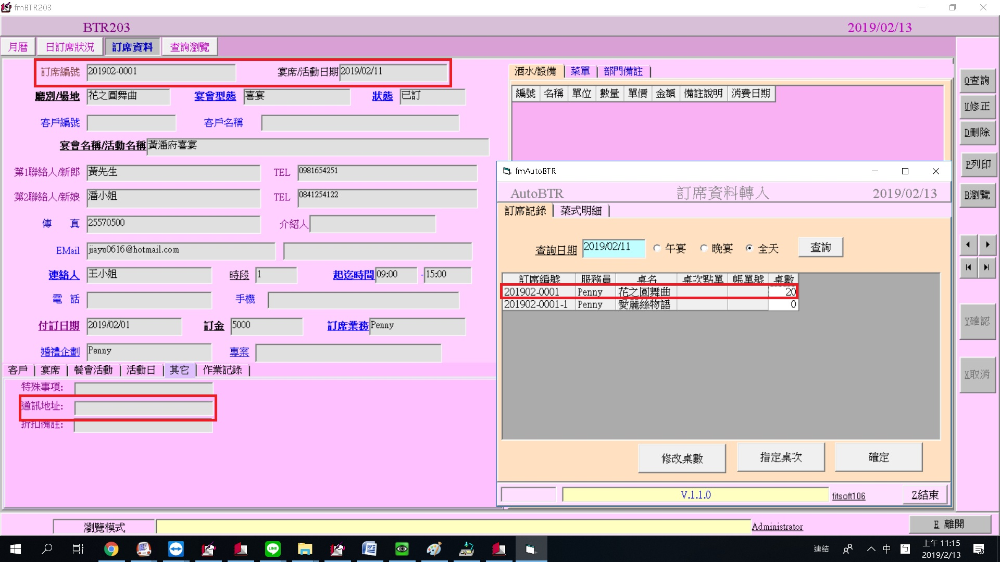 fmBTR203
BTR203 2019/02/13
月曆 日訂席狀況 訂席資料 查詢瀏覽
訂席編號 201902-0001 宴席/活動日期 2019/02/11
廳別/場地 花之圓舞曲 宴會型態 喜宴 狀態 已訂
客戶編號 客戶名稱
宴會名稱/活動名稱 黃潘府喜宴
第1聯絡人/新郎 黃先生 TEL 0981654251
第2聯絡人/新娘 潘小姐 TEL 0841254122
傳 真 25570500 介紹人
EMail jiayu0616@hotmail.com
連絡人 王小姐 時段 1 起迄時間 09:00 - 15:00
電 話 手機
付訂日期 2019/02/01 訂金 5000 訂席業務 Penny
婚禮企劃 Penny 專案
客戶 宴席 餐會活動 活動日 其它 作業記錄
特殊事項:
通訊地址:
折扣備註:
酒水/設備 菜單 部門備註
編號 名稱 單位 數量 單價 金額 備註說明 消費日期
Q查詢
U修正
D刪除
P列印
B瀏覽
Y確認
X取消
fmAutoBTR
AutoBTR 訂席資料轉入 2019/02/13
訂席記錄 菜式明細
查詢日期 2019/02/11 午宴 晚宴 全天 查詢
訂席編號 服務員 桌名 桌次點單 帳單號 桌數
201902-0001 Penny 花之圓舞曲 20
201902-0001-1 Penny 愛麗絲物語 0
修改桌數 指定桌次 確定
V.1.1.0 fitsoft106 Z結束
瀏覽模式 Administrator E 離開
LINE
連結 中 上午 11:15
2019/2/13